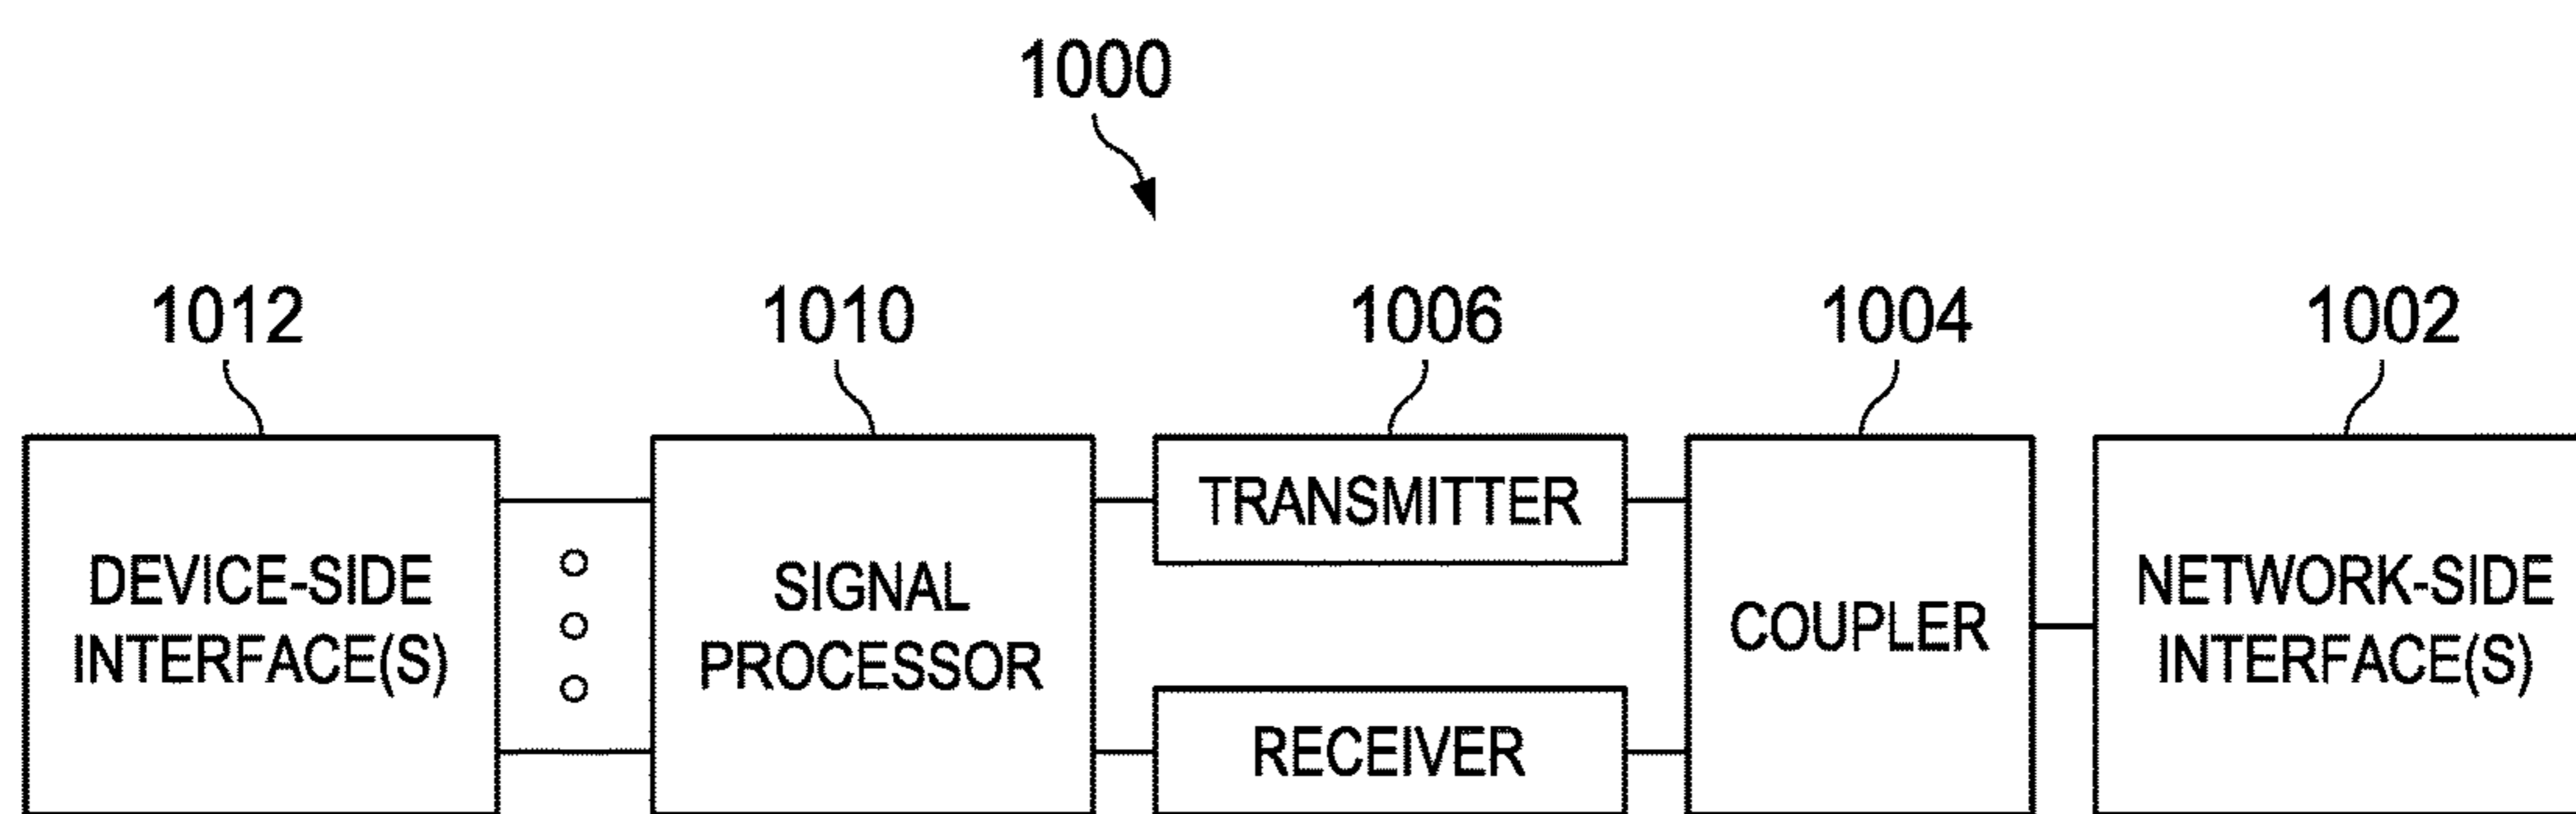 1000
1012
1010
1006
1004
1002
DEVICE-SIDE
INTERFACE(S)
SIGNAL
PROCESSOR
TRANSMITTER
RECEIVER
COUPLER
NETWORK-SIDE
INTERFACE(S)